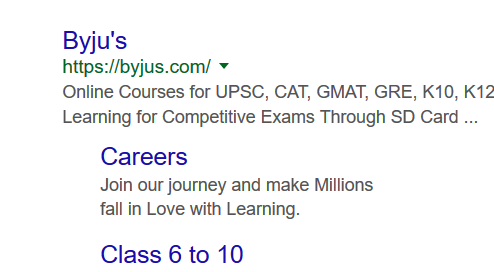 Byju's
https://byjus.com/
Online Courses for UPSC, CAT, GMAT, GRE, K10, K12
Learning for Competitive Exams Through SD Card ...
Careers
Join our journey and make Millions
fall in Love with Learning.
Class 6 to 10